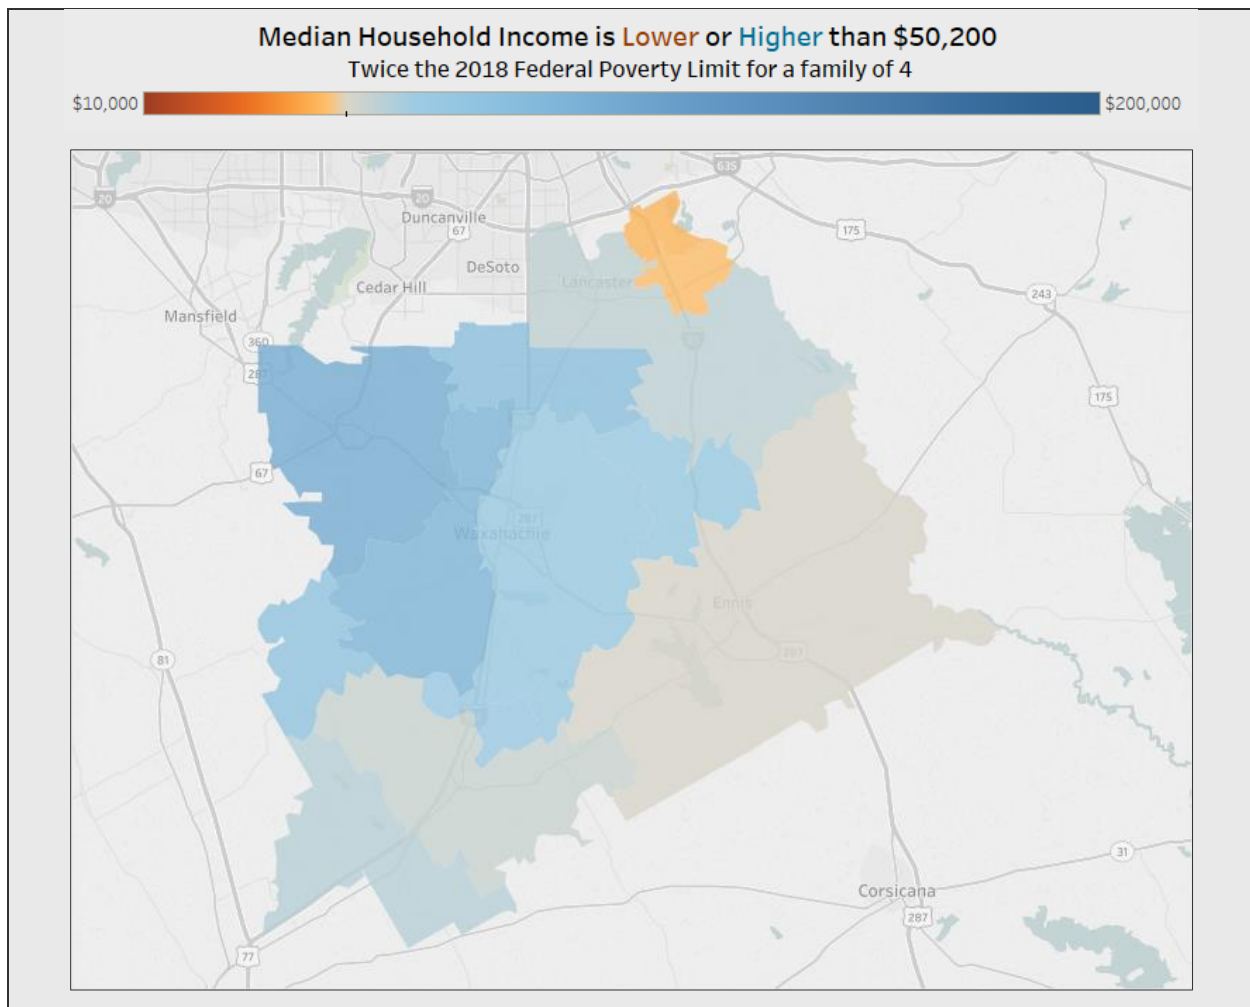 Median Household Income is Lower or Higher than $50,200
Twice the 2018 Federal Poverty Limit for a family of 4
$10,000 $200,000
635
20 20
Duncanville
67 175
DeSoto
Lancaster
Cedar Hill
243
Mansfield
360
287
175
67
287
Waxahachie
Ennis
287
81
31
Corsicana
287
77